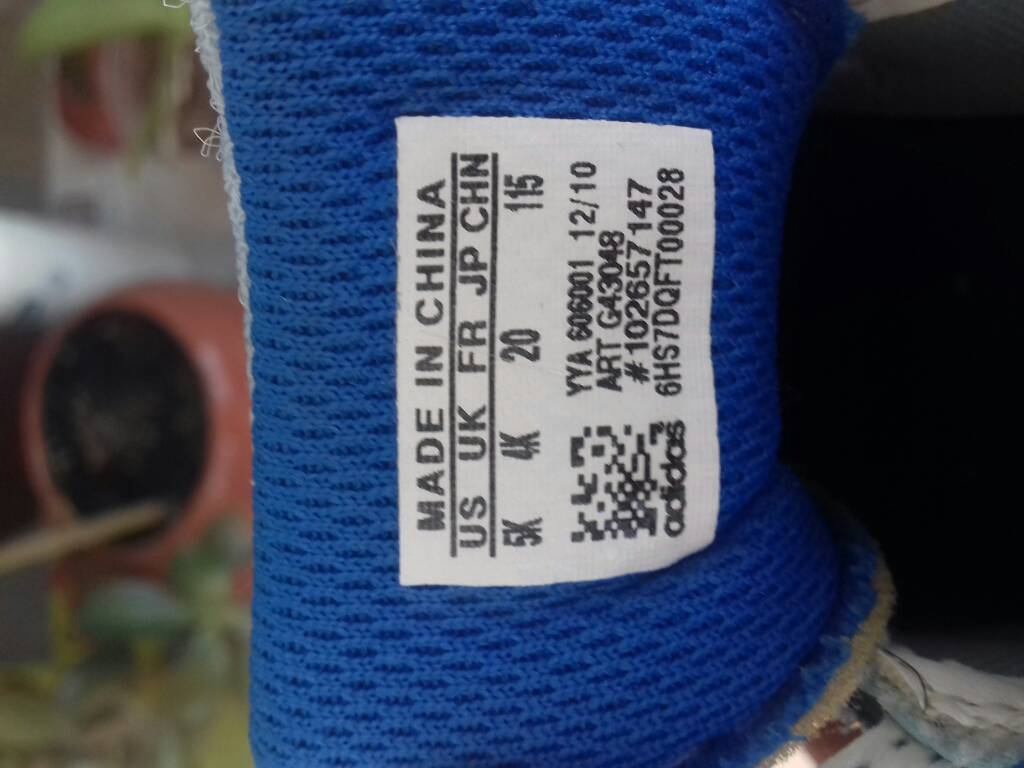 MADE IN CHINA
US UK FR JP CHN
5K 4K 20 115
YYA 606001 12/10
ART G43048
#102657147
6HS7DQFT00028
adidas